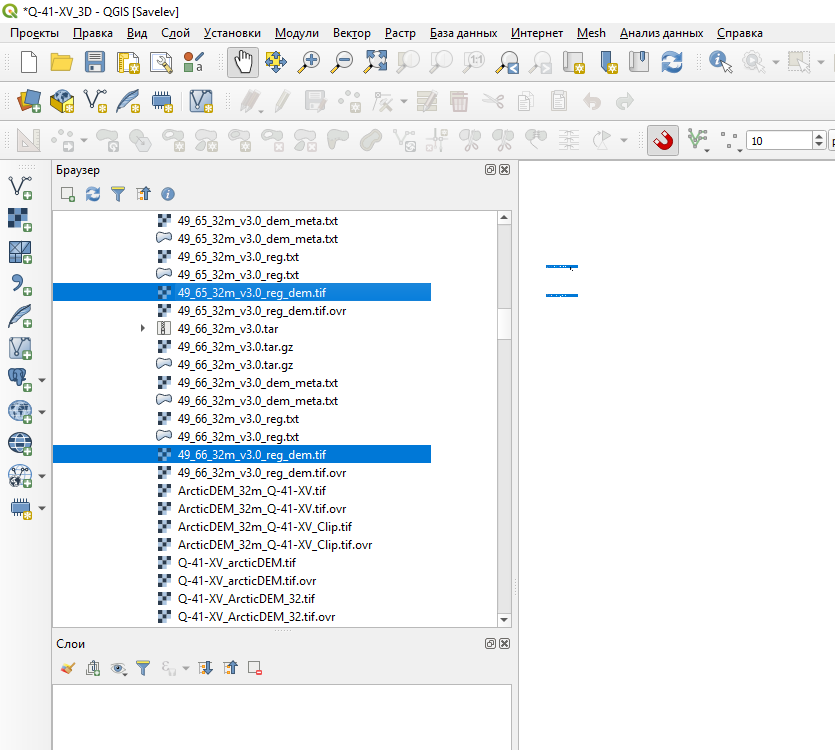 *Q-41-XV_3D - QGIS [Savelev]
Проекты Правка Вид Слой Установки Модули Вектор Растр База данных Интернет Mesh Анализ данных Справка
1:1
10
Браузер
49_65_32m_v3.0_dem_meta.txt
49_65_32m_v3.0_dem_meta.txt
49_65_32m_v3.0_reg.txt
49_65_32m_v3.0_reg.txt
49_65_32m_v3.0_reg_dem.tif
49_65_32m_v3.0_reg_dem.tif.ovr
49_66_32m_v3.0.tar
49_66_32m_v3.0.tar.gz
49_66_32m_v3.0.tar.gz
49_66_32m_v3.0_dem_meta.txt
49_66_32m_v3.0_dem_meta.txt
49_66_32m_v3.0_reg.txt
49_66_32m_v3.0_reg.txt
49_66_32m_v3.0_reg_dem.tif
49_66_32m_v3.0_reg_dem.tif.ovr
ArcticDEM_32m_Q-41-XV.tif
ArcticDEM_32m_Q-41-XV.tif.ovr
ArcticDEM_32m_Q-41-XV_Clip.tif
ArcticDEM_32m_Q-41-XV_Clip.tif.ovr
Q-41-XV_arcticDEM.tif
Q-41-XV_arcticDEM.tif.ovr
Q-41-XV_ArcticDEM_32.tif
Q-41-XV_ArcticDEM_32.tif.ovr
Слои